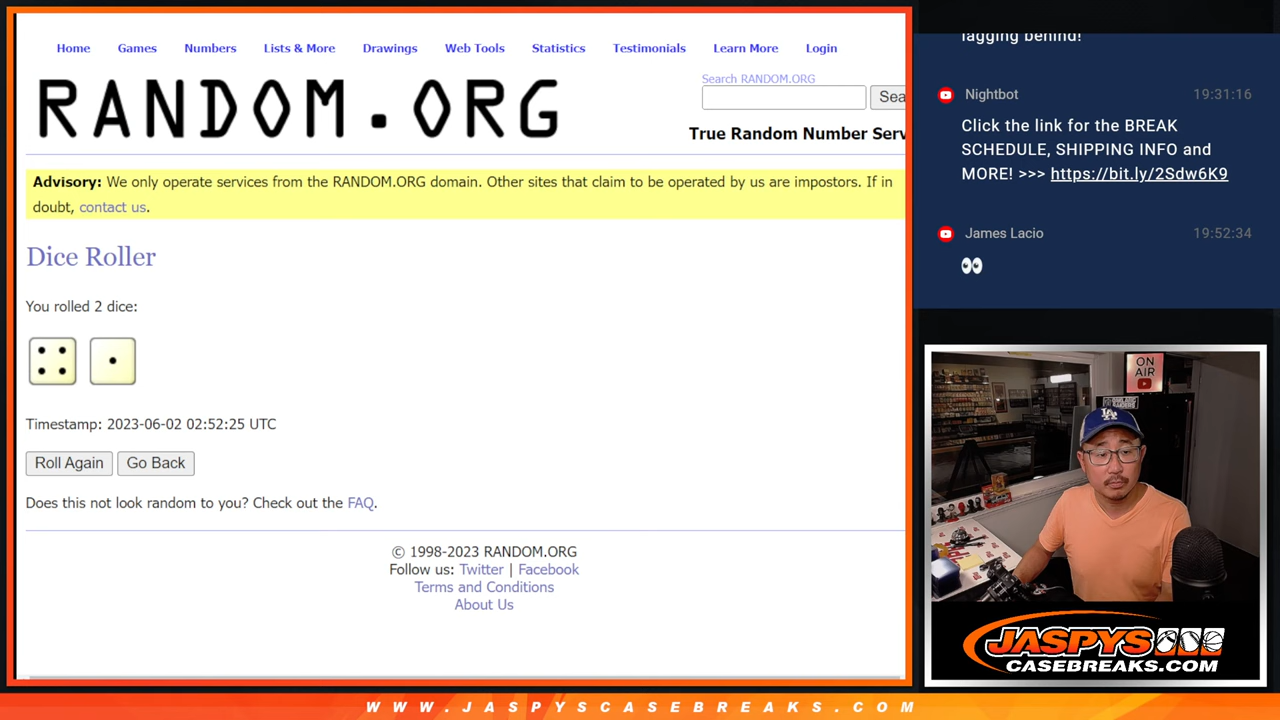 Home Games Numbers Lists & More Drawings Web Tools Statistics Testimonials Learn More Login
RANDOM.ORG
Search RANDOM.ORG
Sea
True Random Number Serv
Advisory: We only operate services from the RANDOM.ORG domain. Other sites that claim to be operated by us are impostors. If in
doubt, contact us.
Dice Roller
You rolled 2 dice:
Timestamp: 2023-06-02 02:52:25 UTC
Roll Again Go Back
Does this not look random to you? Check out the FAQ.
© 1998-2023 RANDOM.ORG
Follow us: Twitter | Facebook
Terms and Conditions
About Us
lagging behind!
Nightbot 19:31:16
Click the link for the BREAK
SCHEDULE, SHIPPING INFO and
MORE! >>> https://bit.ly/2Sdw6K9
James Lacio 19:52:34
👀
ON
AIR
LA
JASPYS
CASEBREAKS.COM
WWW.JASPYSCASEBREAKS.COM